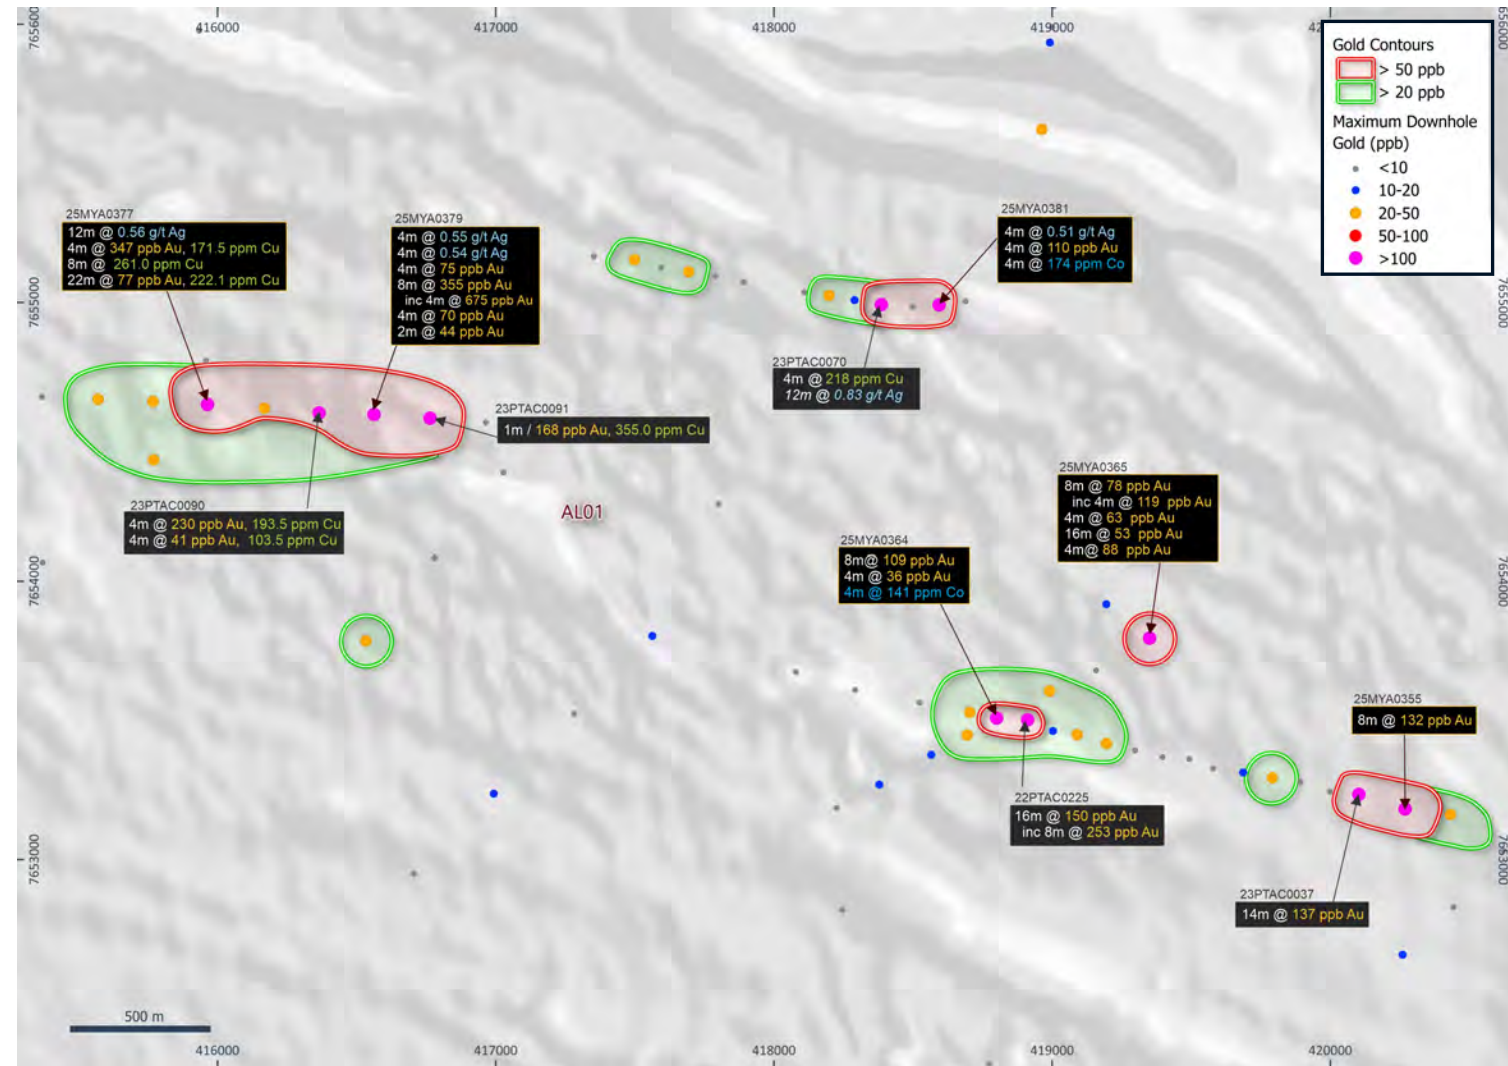 416000
417000
418000
419000
7656000
7655000
7654000
7653000
Gold Contours
> 50 ppb
> 20 ppb
Maximum Downhole
Gold (ppb)
<10
10-20
20-50
50-100
>100
25MYA0377
12m @ 0.56 g/t Ag
4m @ 347 ppb Au, 171.5 ppm Cu
8m @ 261.0 ppm Cu
22m @ 77 ppb Au, 222.1 ppm Cu
25MYA0379
4m @ 0.55 g/t Ag
4m @ 0.54 g/t Ag
4m @ 75 ppb Au
8m @ 355 ppb Au
inc 4m @ 675 ppb Au
4m @ 70 ppb Au
2m @ 44 ppb Au
25MYA0381
4m @ 0.51 g/t Ag
4m @ 110 ppb Au
4m @ 174 ppm Co
23PTAC0070
4m @ 218 ppm Cu
12m @ 0.83 g/t Ag
23PTAC0091
1m / 168 ppb Au, 355.0 ppm Cu
23PTAC0090
4m @ 230 ppb Au, 193.5 ppm Cu
4m @ 41 ppb Au, 103.5 ppm Cu
AL01
25MYA0365
8m @ 78 ppb Au
inc 4m @ 119 ppb Au
4m @ 63 ppb Au
16m @ 53 ppb Au
4m@ 88 ppb Au
25MYA0364
8m@ 109 ppb Au
4m @ 36 ppb Au
4m @ 141 ppm Co
25MYA0355
8m @ 132 ppb Au
22PTAC0225
16m @ 150 ppb Au
inc 8m @ 253 ppb Au
23PTAC0037
14m @ 137 ppb Au
7655000
7654000
7653000
500 m
416000
417000
418000
419000
420000